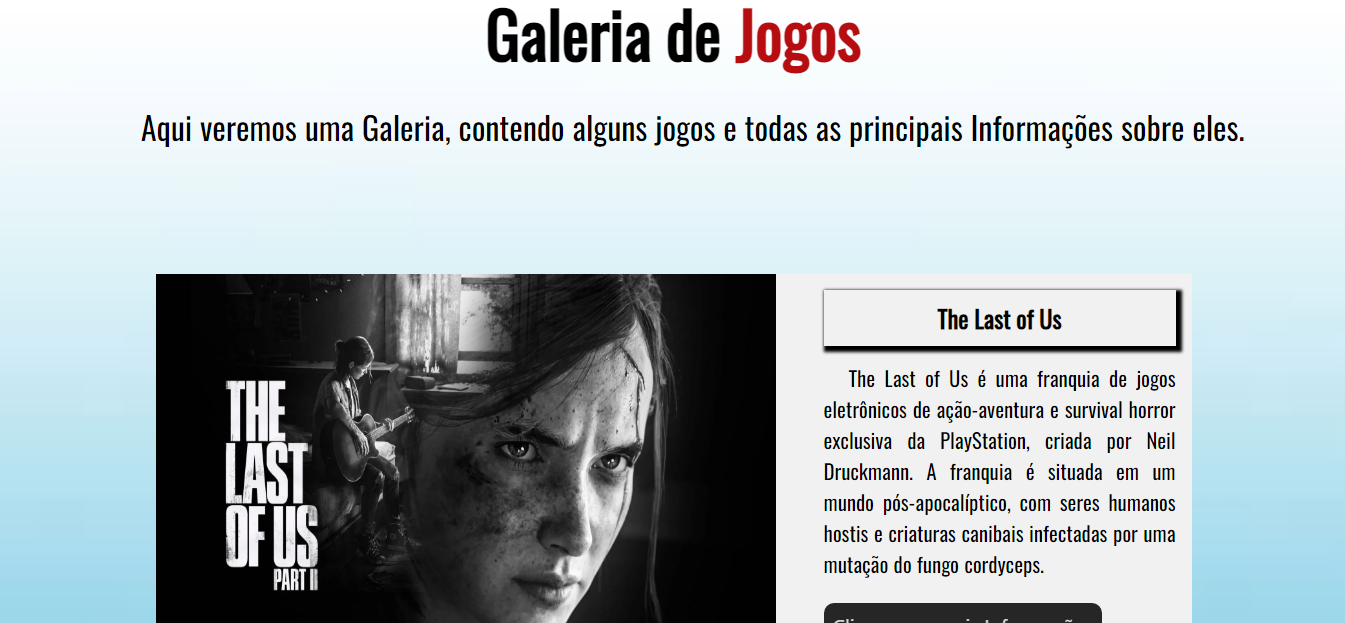 Galeria de Jogos
Aqui veremos uma Galeria, contendo alguns jogos e todas as principais Informações sobre eles.
THE
LAST
OF US
PART II
The Last of Us
The Last of Us é uma franquia de jogos
eletrônicos de ação-aventura e survival horror
exclusiva da PlayStation, criada por Neil
Druckmann. A franquia é situada em um
mundo pós-apocalíptico, com seres humanos
hostis e criaturas canibais infectadas por uma
mutação do fungo cordyceps.